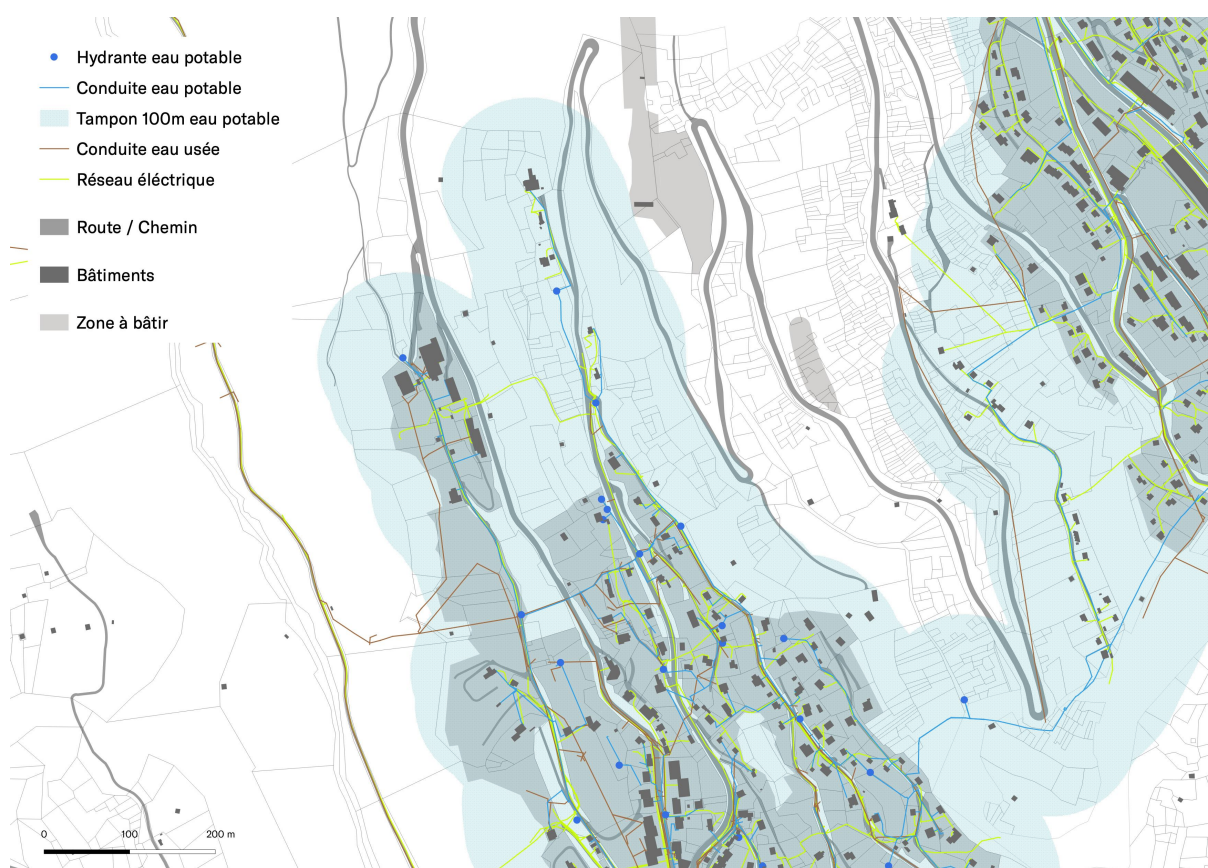 Hydrante eau potable
Conduite eau potable
Tampon 100m eau potable
Conduite eau usée
Réseau éléctrique
Route / Chemin
Bâtiments
Zone à bâtir
0 100 200 m